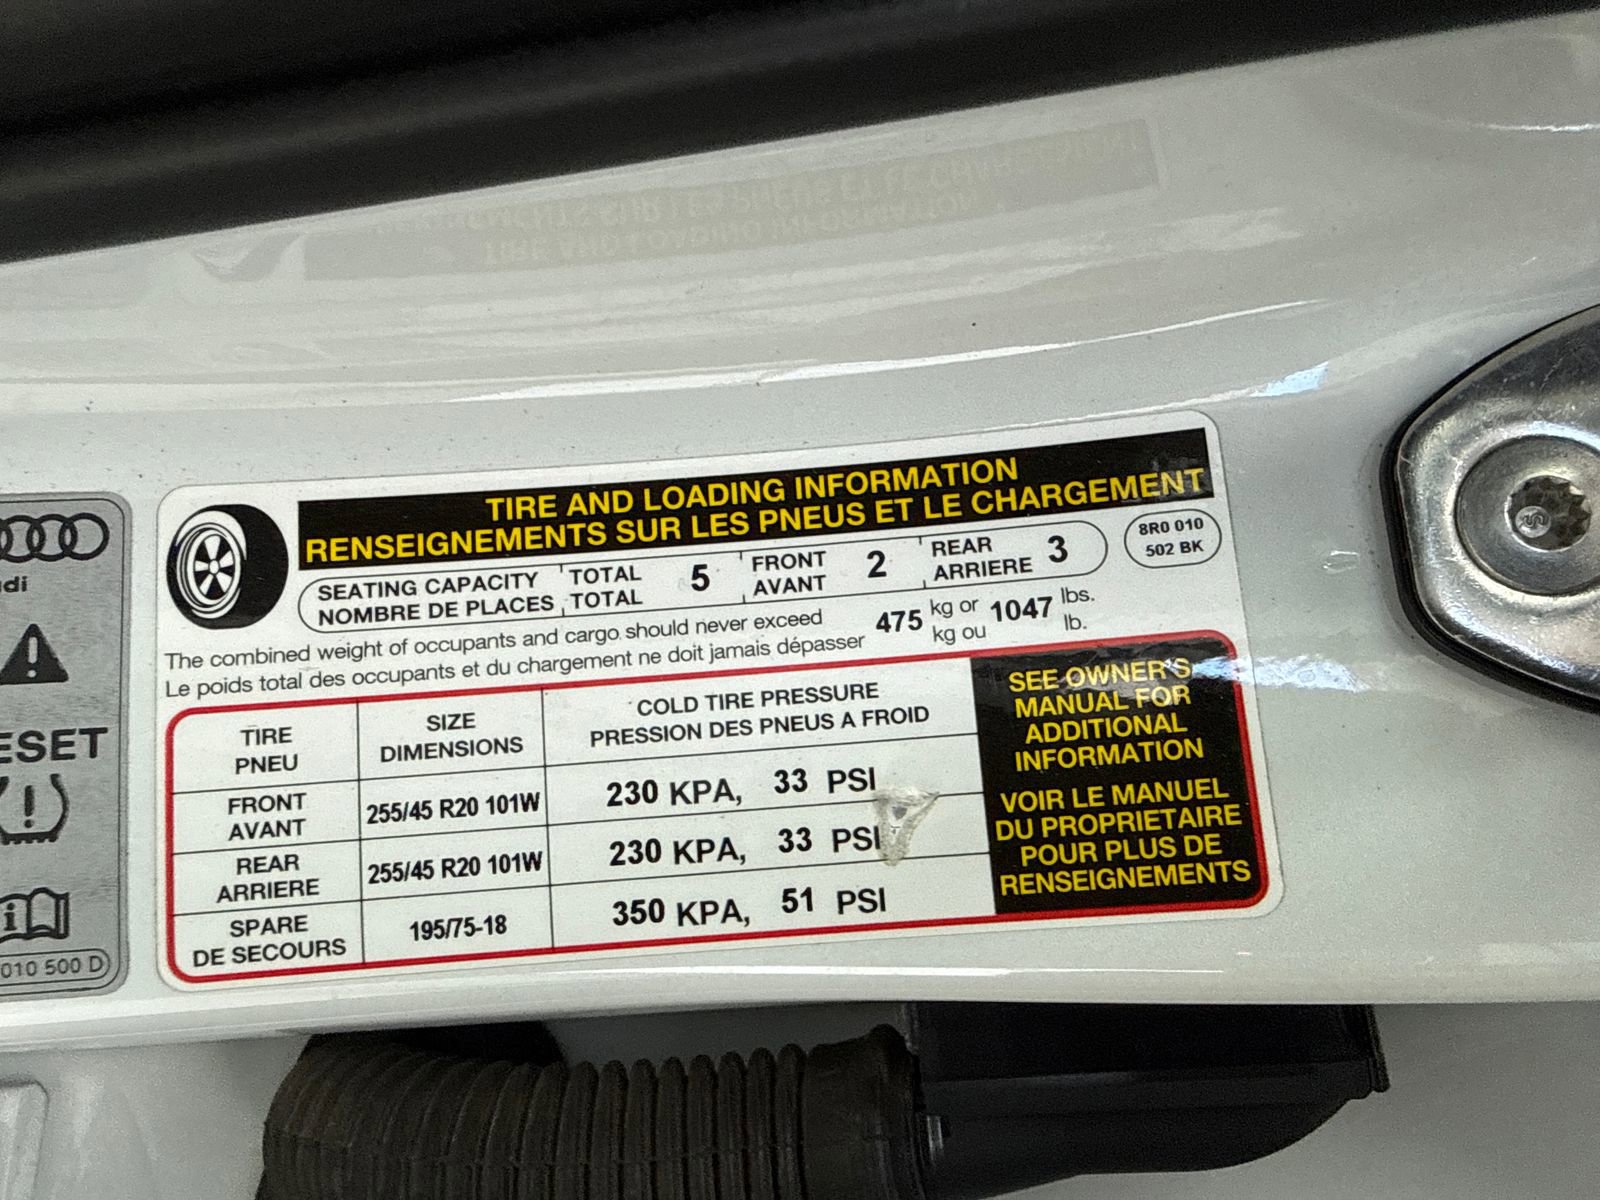 TIRE AND LOADING INFORMATION
RENSEIGNEMENTS SUR LES PNEUS ET LE CHARGEMENT
SEATING CAPACITY TOTAL 5 FRONT 2 REAR 3
NOMBRE DE PLACES TOTAL AVANT ARRIERE
8R0 010
502 BK
The combined weight of occupants and cargo should never exceed 475 kg or 1047 lbs.
Le poids total des occupants et du chargement ne doit jamais dépasser kg ou lb.
TIRE SIZE COLD TIRE PRESSURE
PNEU DIMENSIONS PRESSION DES PNEUS A FROID
FRONT
AVANT
255/45 R20 101W 230 KPA, 33 PSI
REAR
ARRIERE
255/45 R20 101W 230 KPA, 33 PSI
SPARE
DE SECOURS
195/75-18 350 KPA, 51 PSI
SEE OWNER'S
MANUAL FOR
ADDITIONAL
INFORMATION
VOIR LE MANUEL
DU PROPRIETAIRE
POUR PLUS DE
RENSEIGNEMENTS
ESET
010 500 D